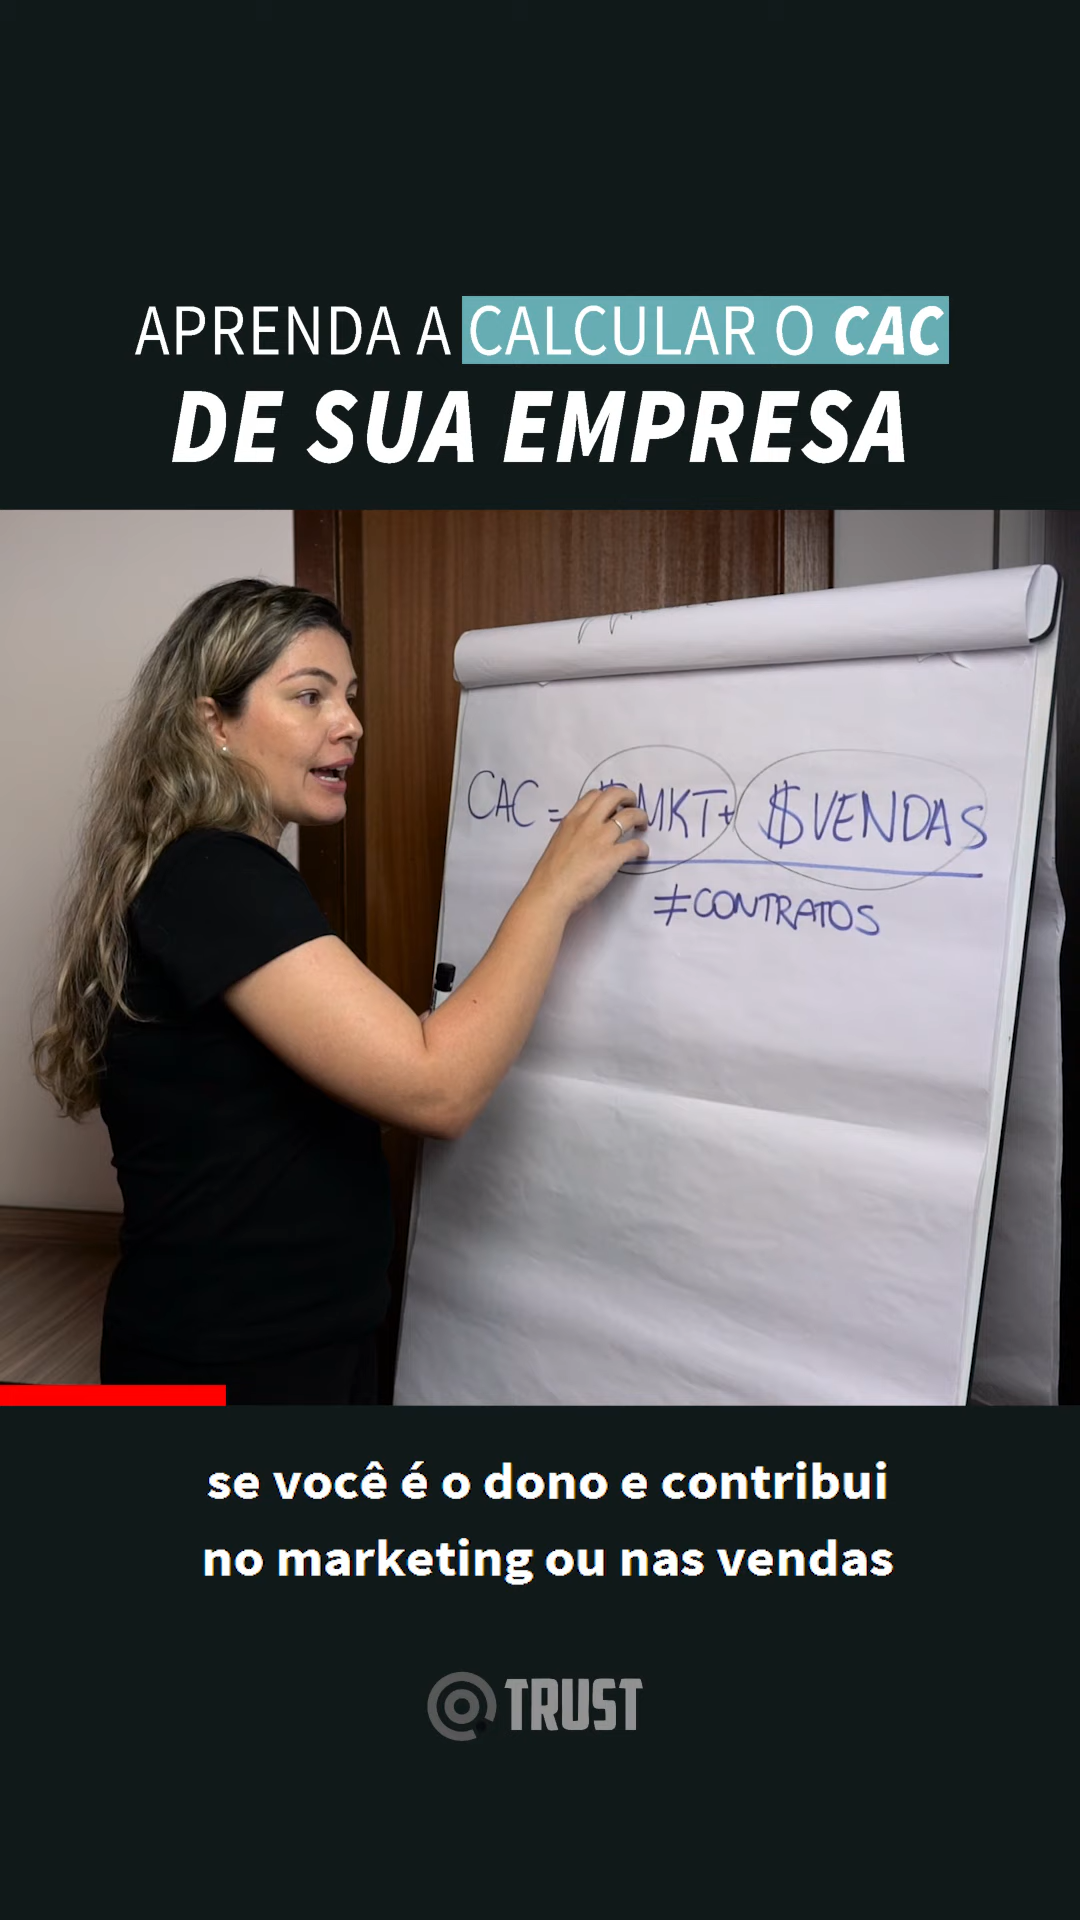 APRENDA A CALCULAR O CAC
DE SUA EMPRESA
CAC = $MKT+ $VENDAS
≠CONTRATOS
se você é o dono e contribui
no marketing ou nas vendas
TRUST